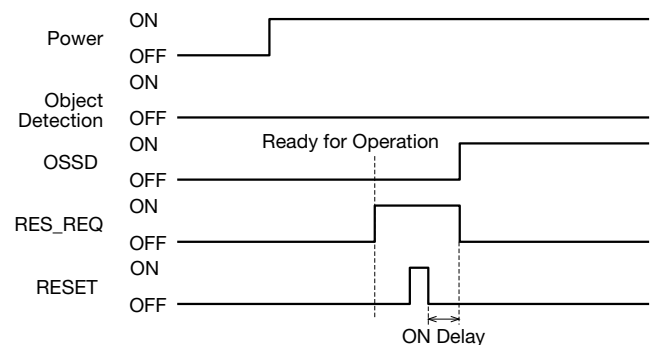 ON
Power
OFF
ON
Object
Detection
OFF
ON
Ready for Operation
OSSD
OFF
ON
RES_REQ
OFF
ON
RESET
OFF
ON Delay